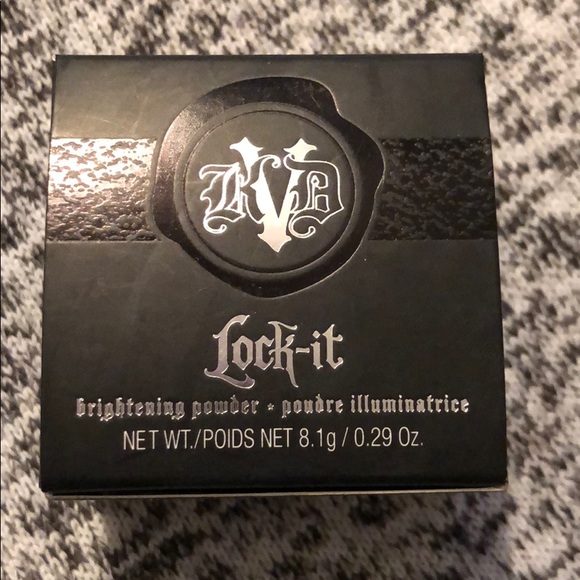 KVD
Lock-it
brightening powder • poudre illuminatrice
NET WT./POIDS NET 8.1g / 0.29 Oz.